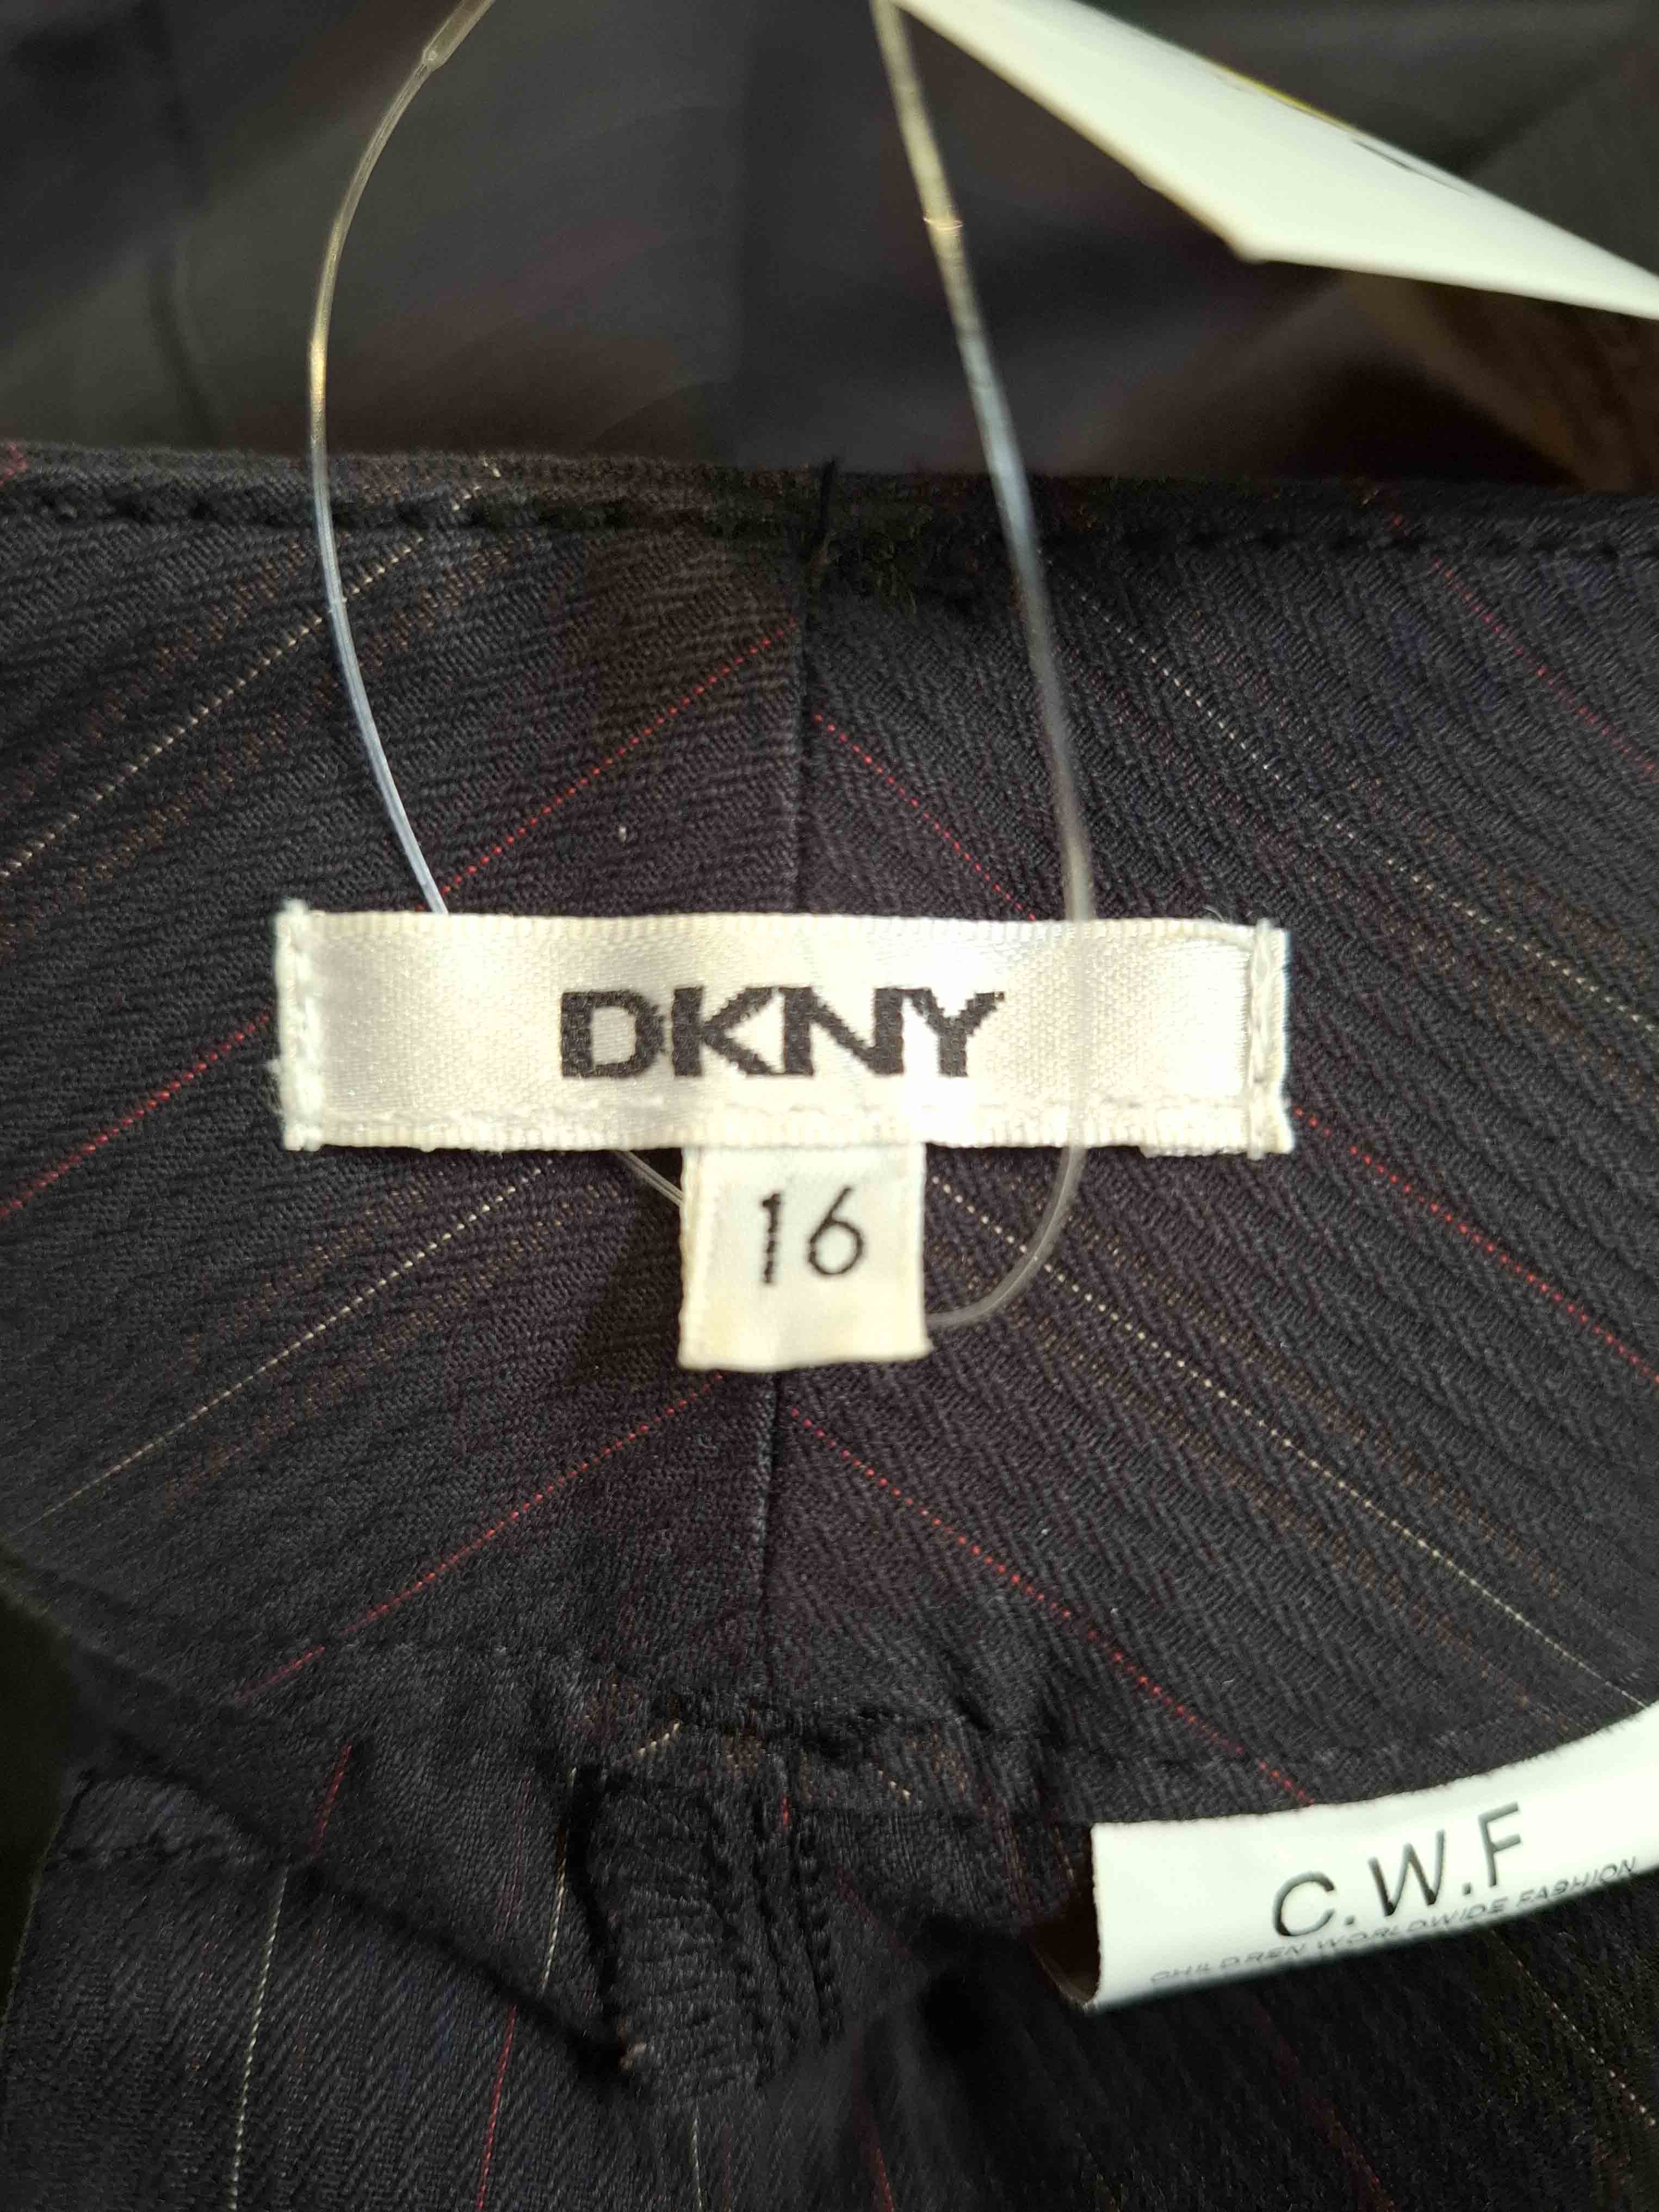 DKNY
16
C.W.F
CHILDREN WORLDWIDE FASHION